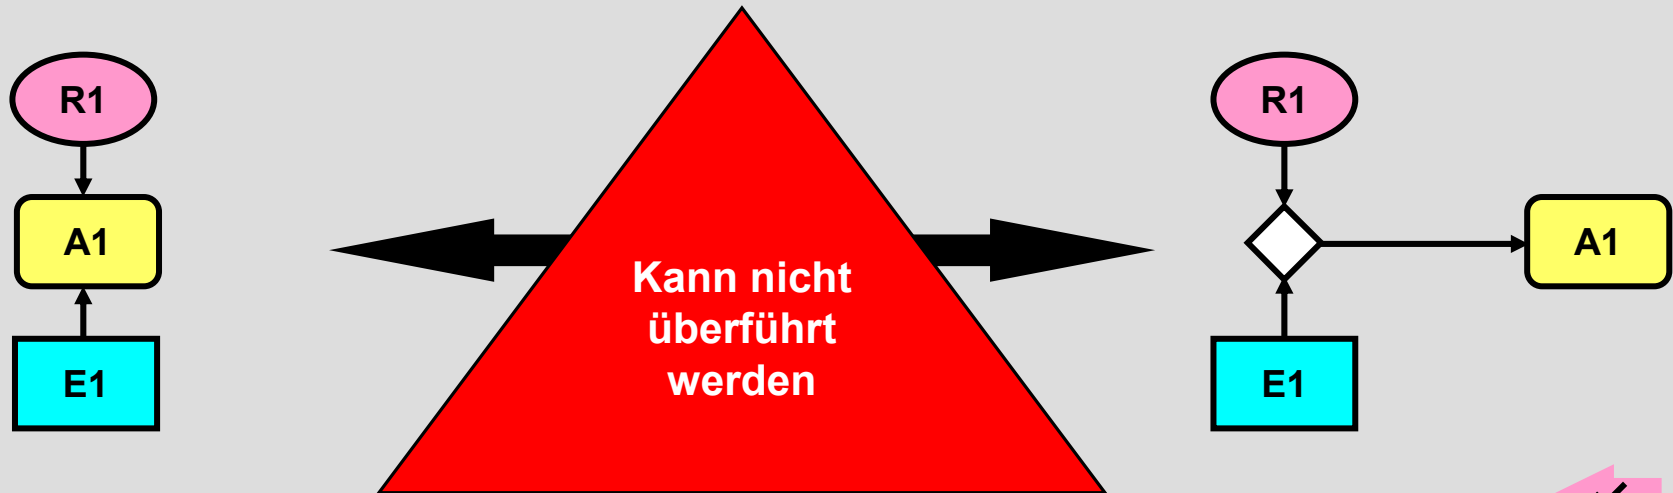 R1
A1
E1
Kann nicht
überführt
werden
R1
A1
E1